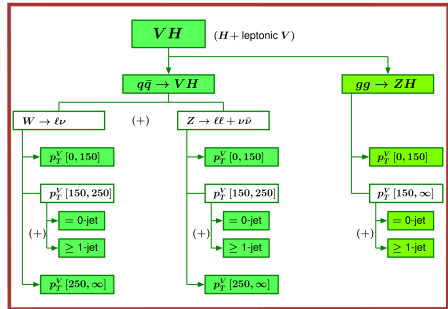 VH (H+ leptonic V)
qq̄ → VH gg → ZH
W → ℓν (+) Z → ℓℓ + νν̄
p_T^V [0, 150] p_T^V [0, 150] p_T^V [0, 150]
p_T^V [150, 250] p_T^V [150, 250] p_T^V [150, ∞]
= 0-jet = 0-jet = 0-jet
(+) (+) (+)
≥ 1-jet ≥ 1-jet ≥ 1-jet
p_T^V [250, ∞] p_T^V [250, ∞]